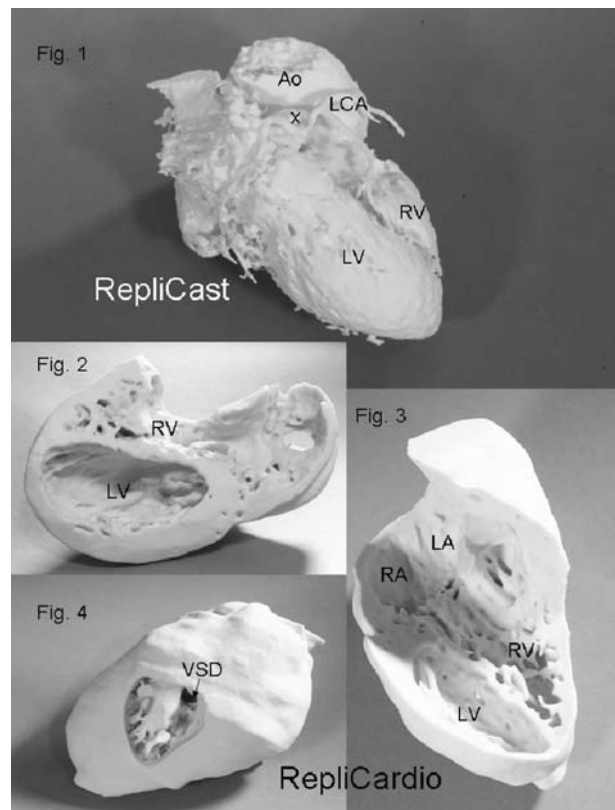 Fig. 1
Ao
LCA
x
RV
LV
RepliCast
Fig. 2
RV
LV
Fig. 3
LA
RA
RV
LV
Fig. 4
VSD
RepliCardio